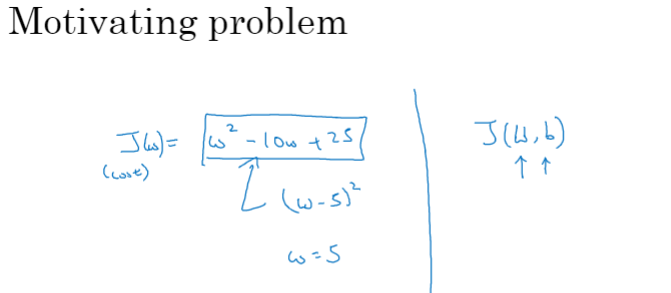 Motivating problem
J(w) = w² - 10w + 25
(cost)
(w-5)²
w = 5
J(W,b)
↑ ↑